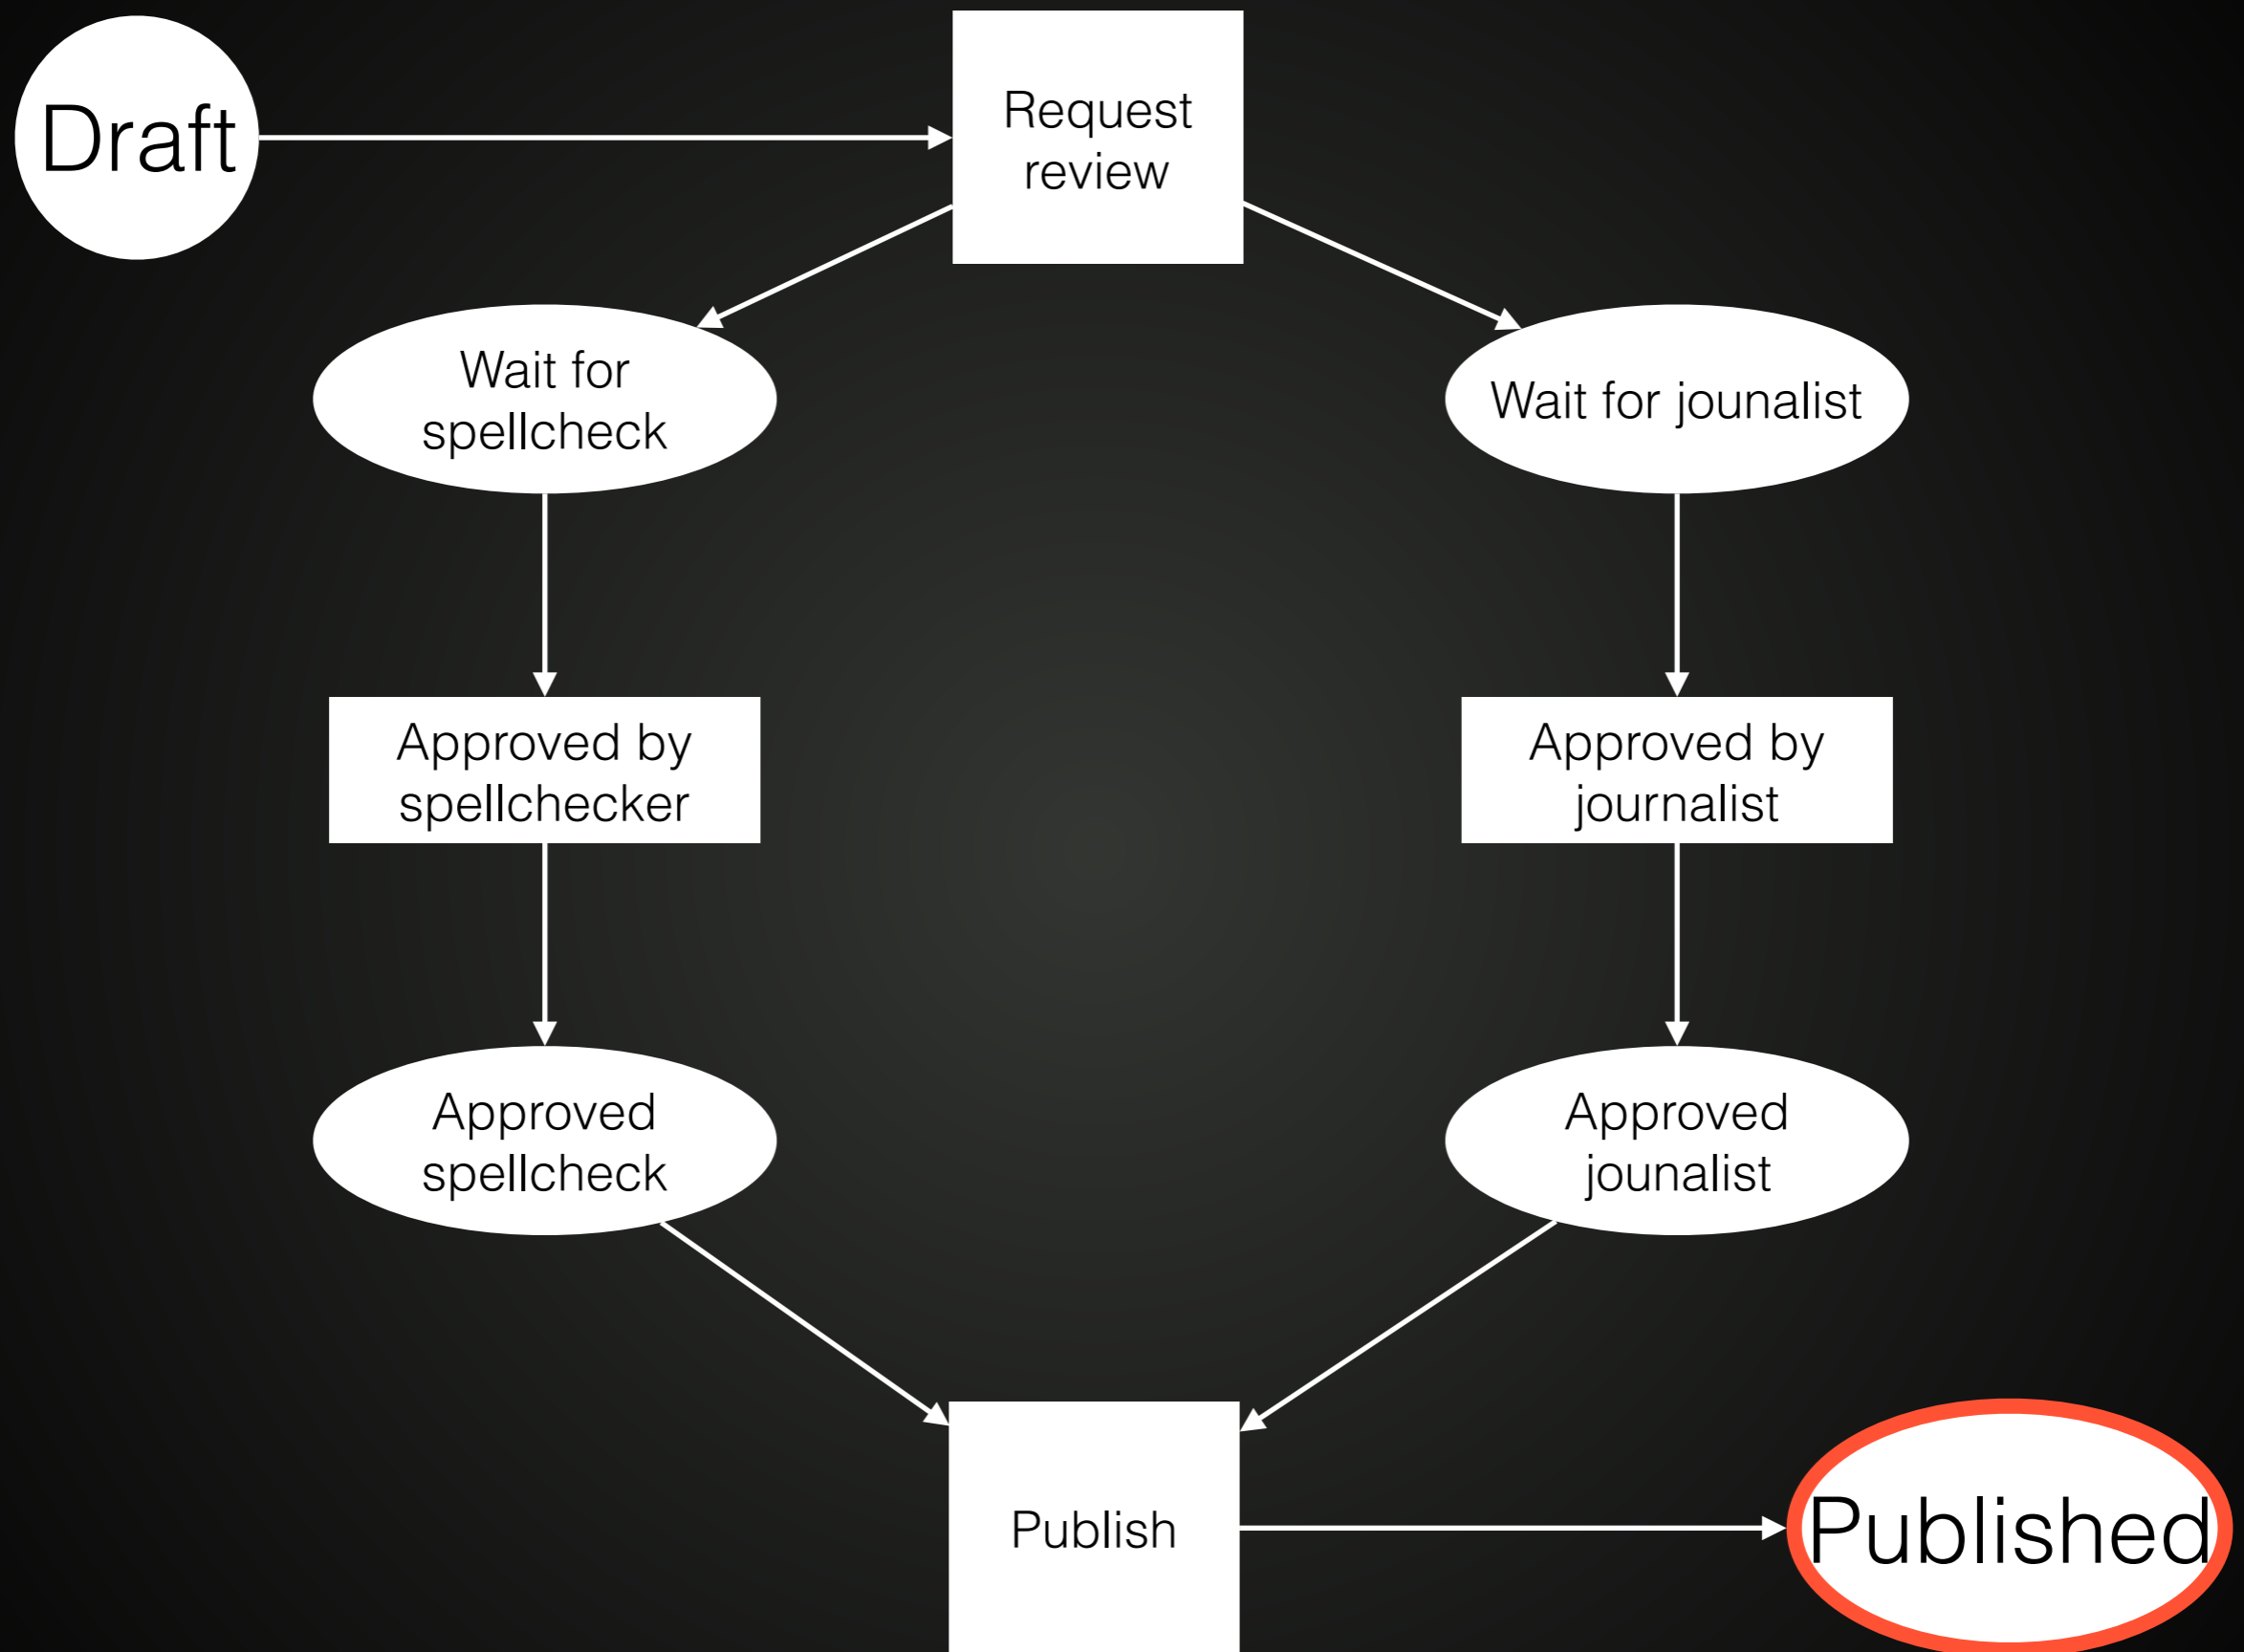 Draft
Request
review
Wait for
spellcheck
Wait for jounalist
Approved by
spellchecker
Approved by
journalist
Approved
spellcheck
Approved
jounalist
Publish
Published